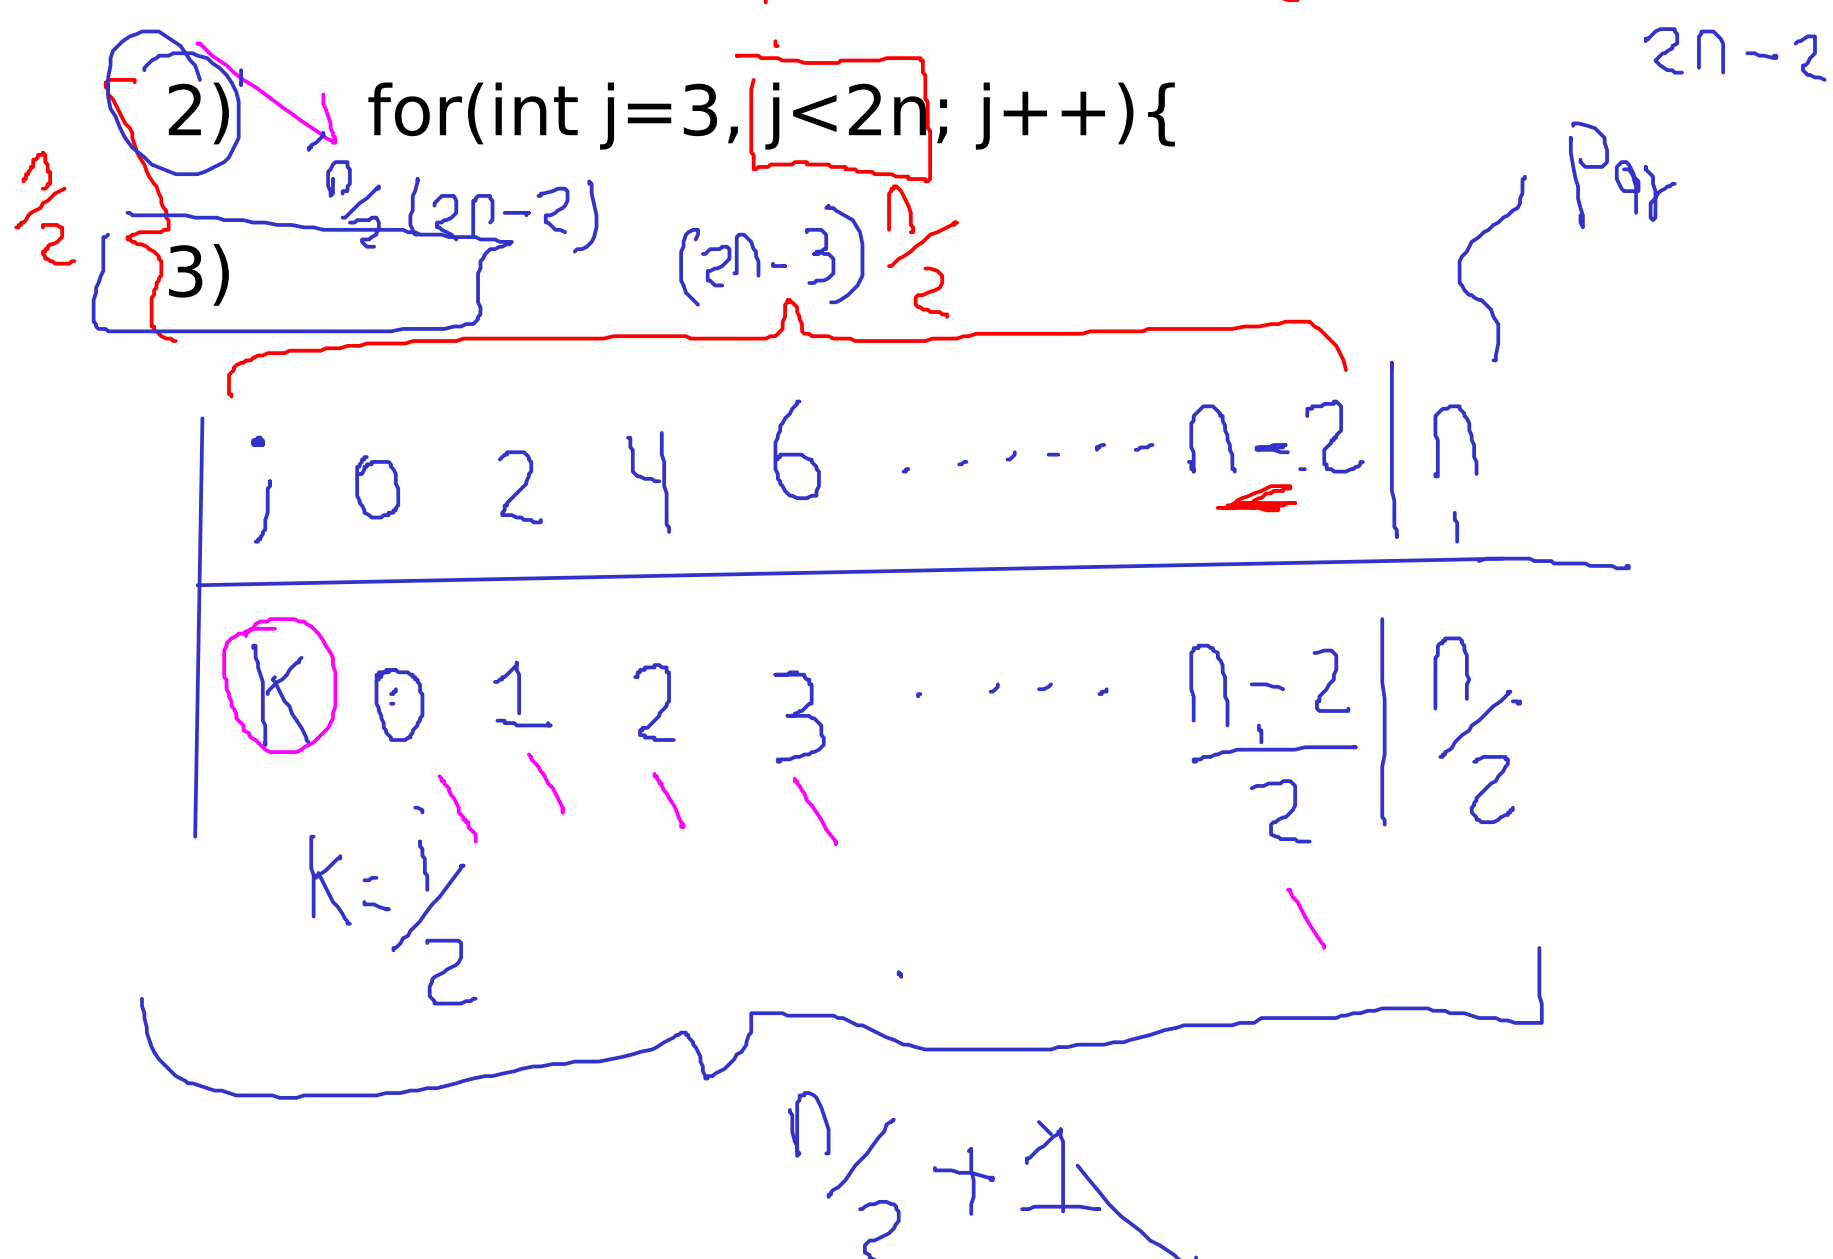 2n-2
2) for(int j=3, j<2n; j++){
Par
n/2
n/2 (2n-2)
(2n-3) n/2
3)
i 0 2 4 6 ..... n-2 | n
K 0 1 2 3 .... n-2/2 | n/2
K=i/2
n/2 + 1